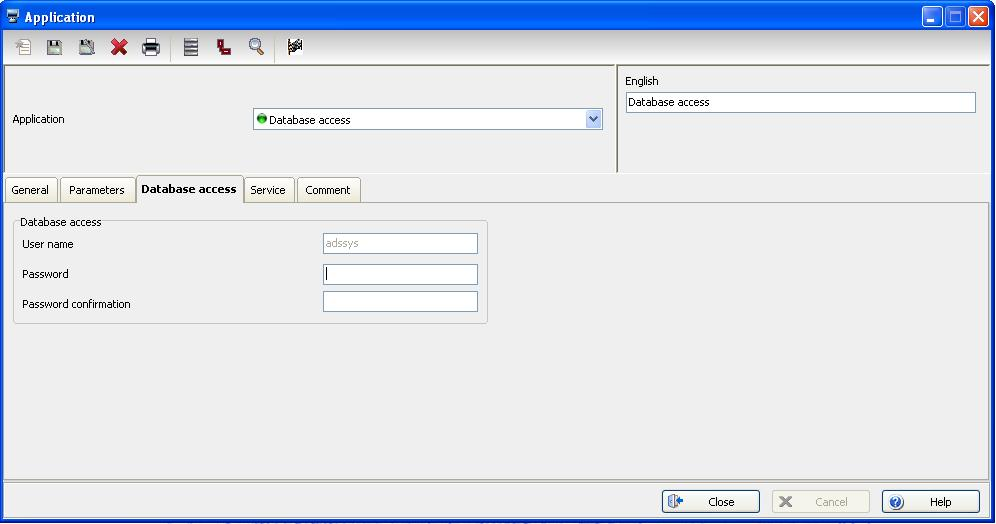 Application
English
Database access
Application
Database access
General
Parameters
Database access
Service
Comment
Database access
User name
adssys
Password
Password confirmation
Close
Cancel
Help